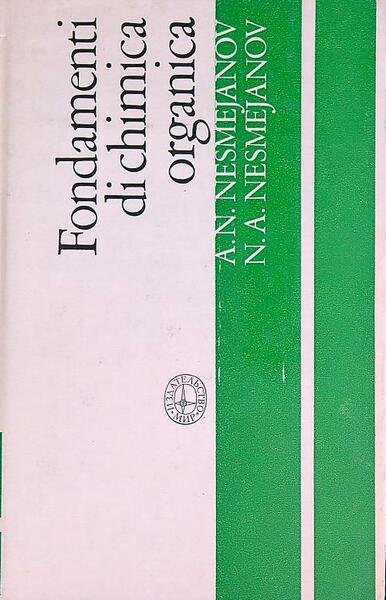 Fondamenti
di chimica
organica
A.N. NESMEJANOV
N.A. NESMEJANOV
ИЗДАТЕЛЬСТВО
МИР